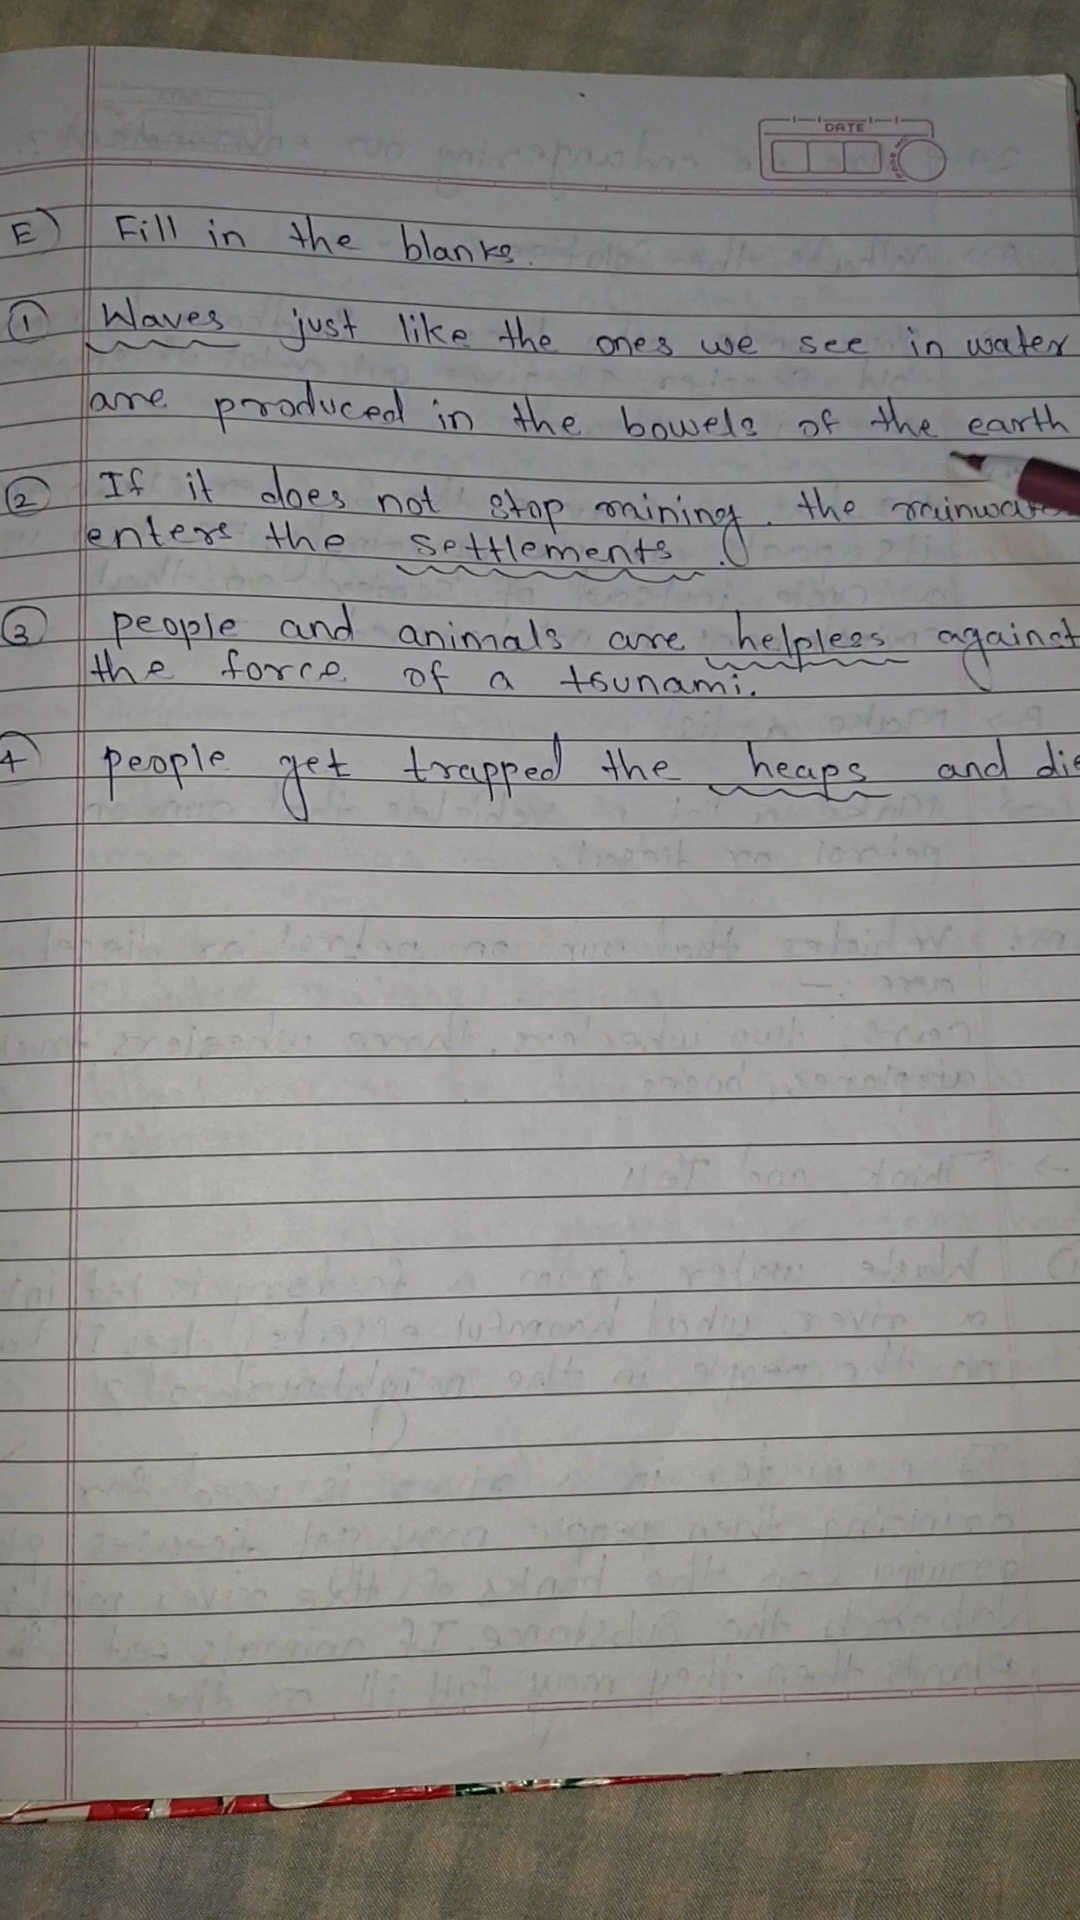 DATE
E) Fill in the blanks.
① Waves just like the ones we see in water
are produced in the bowels of the earth
② If it does not stop raining. the rainwater
enters the settlements.
③ people and animals are helpless against
the force of a tsunami.
4 people get trapped the heaps and die